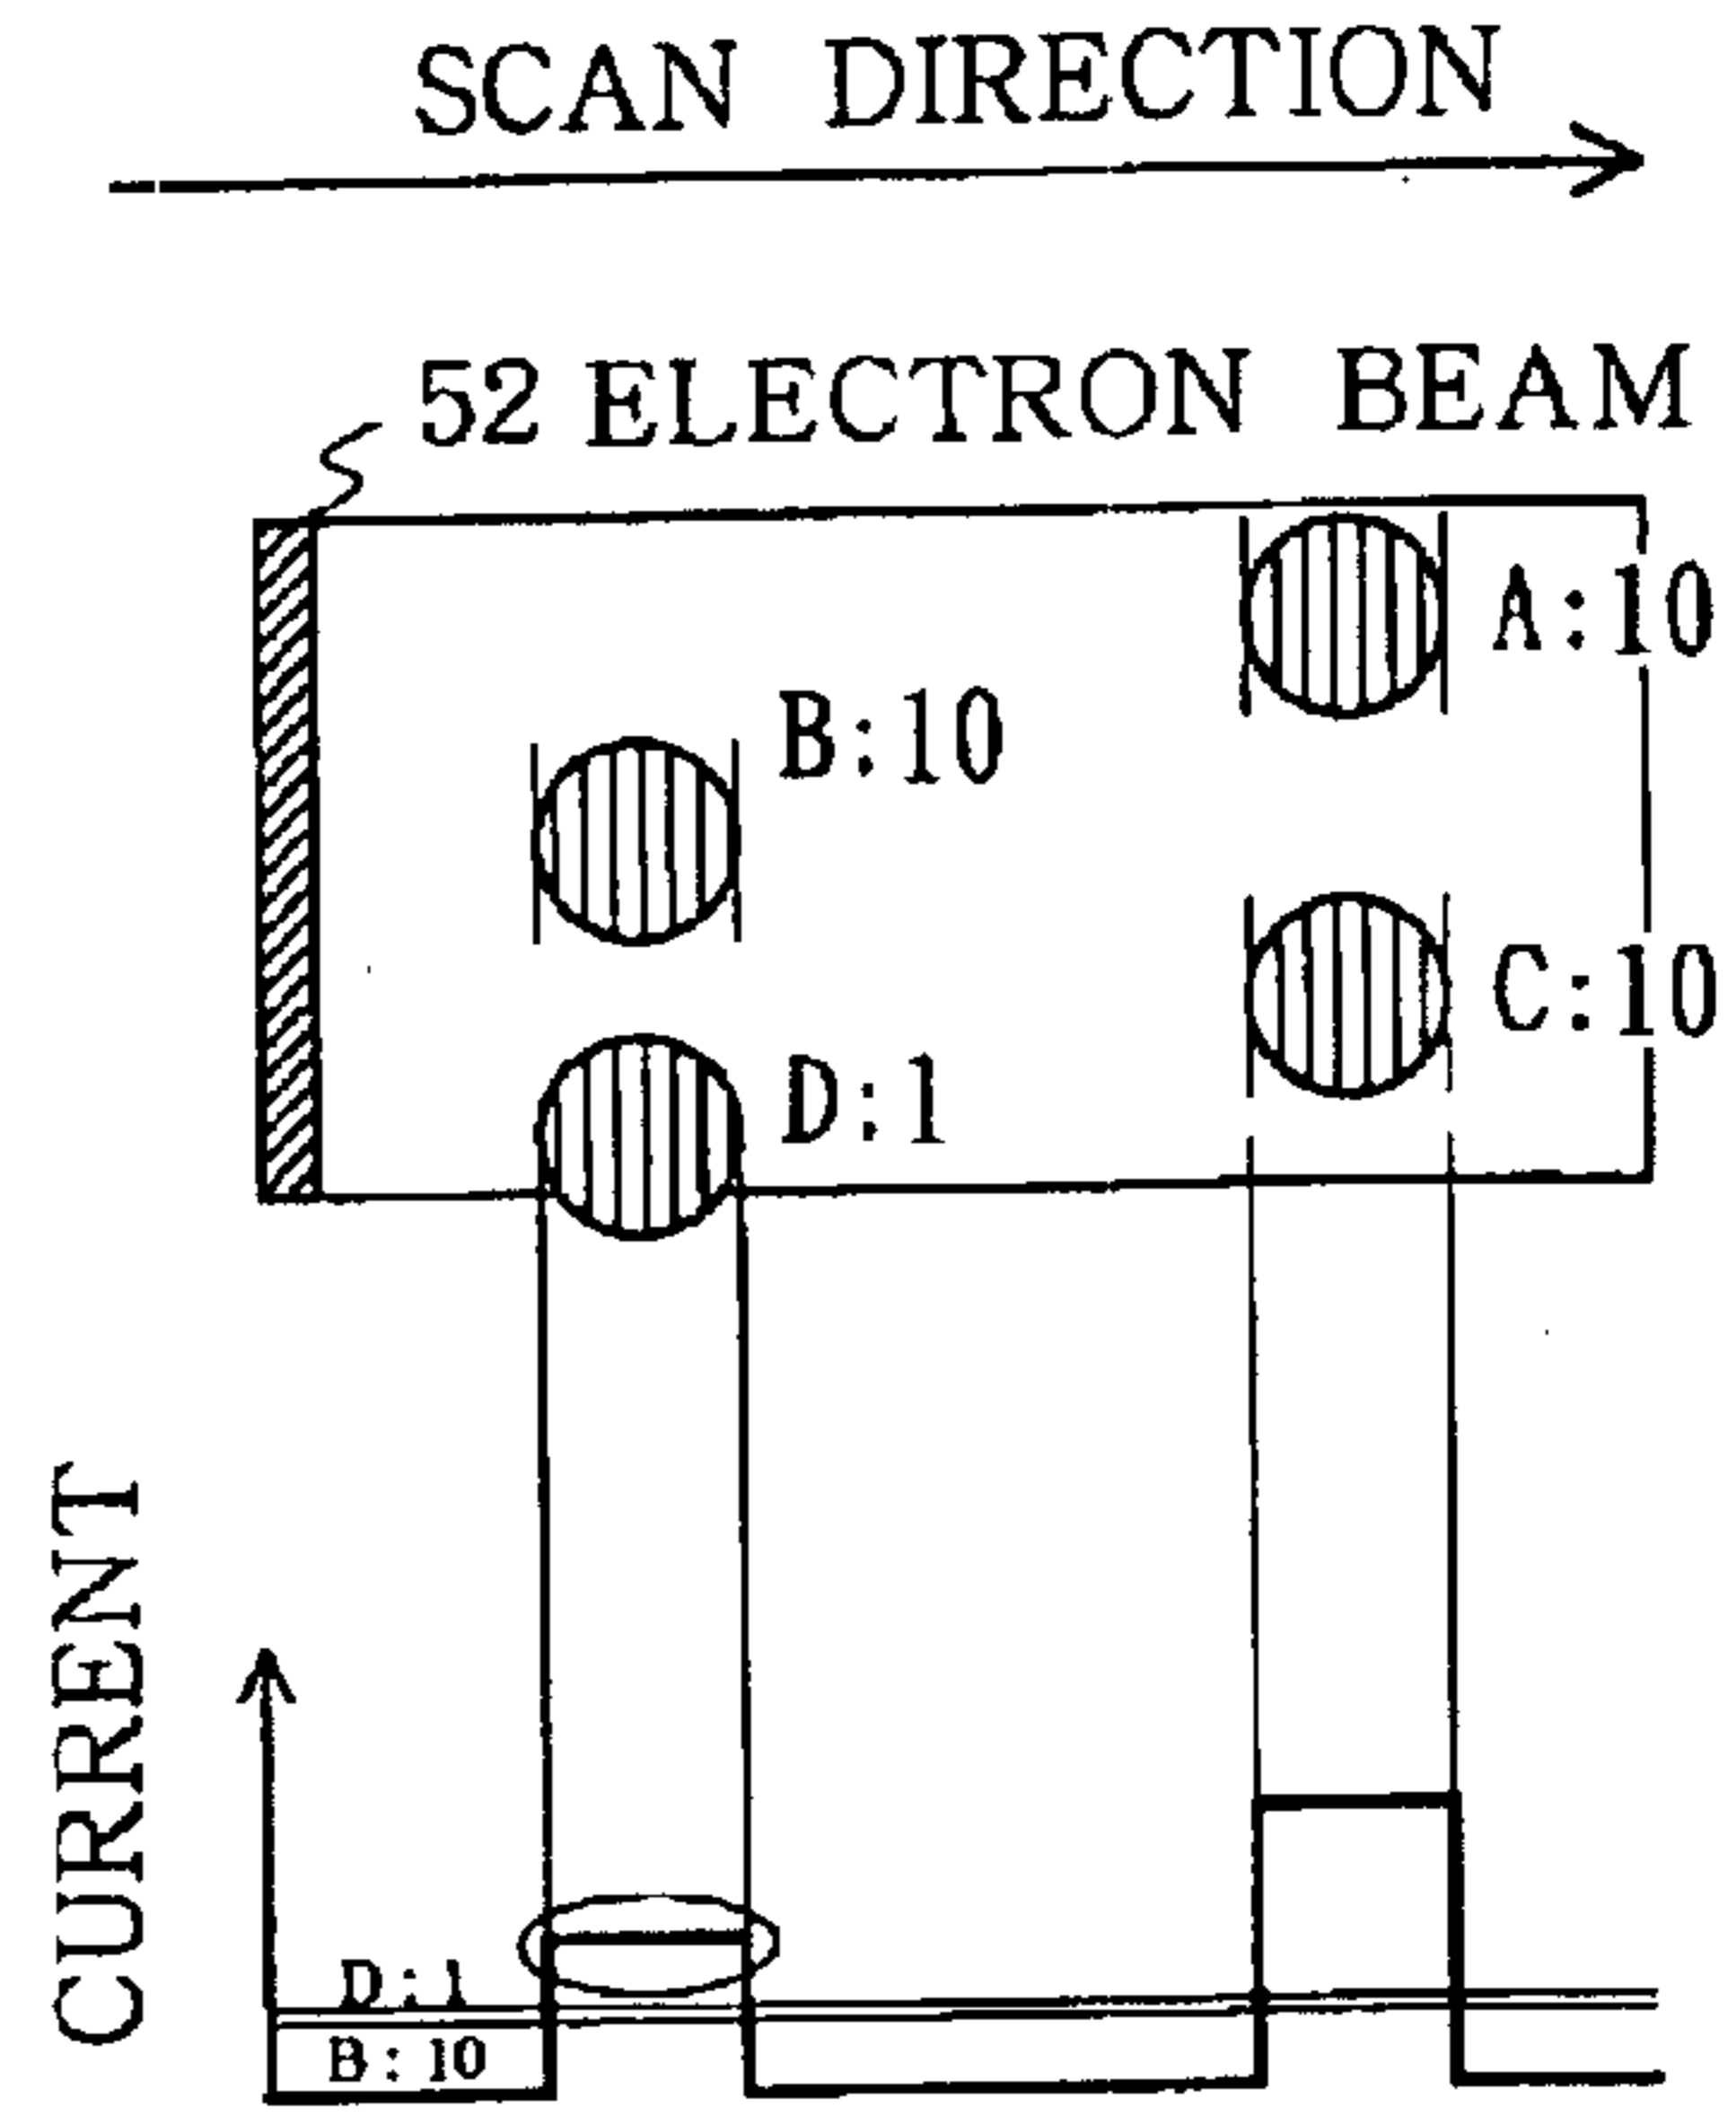 SCAN DIRECTION
52 ELECTRON BEAM
A:10
B:10
C:10
D:1
CURRENT
D:1
B:10